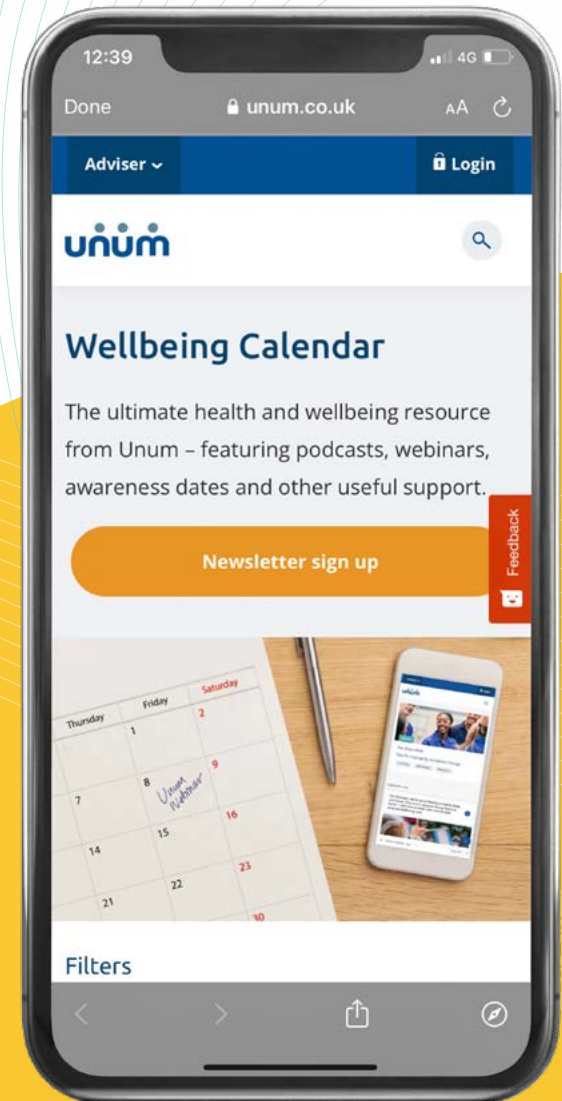 12:39
4G
Done
unum.co.uk
AA
Adviser
Login
unum
Wellbeing Calendar
The ultimate health and wellbeing resource
from Unum – featuring podcasts, webinars,
awareness dates and other useful support.
Feedback
Newsletter sign up
Thursday
Friday
Saturday
1
2
7
8
Unum
Webinar
9
14
15
16
21
22
23
30
Filters